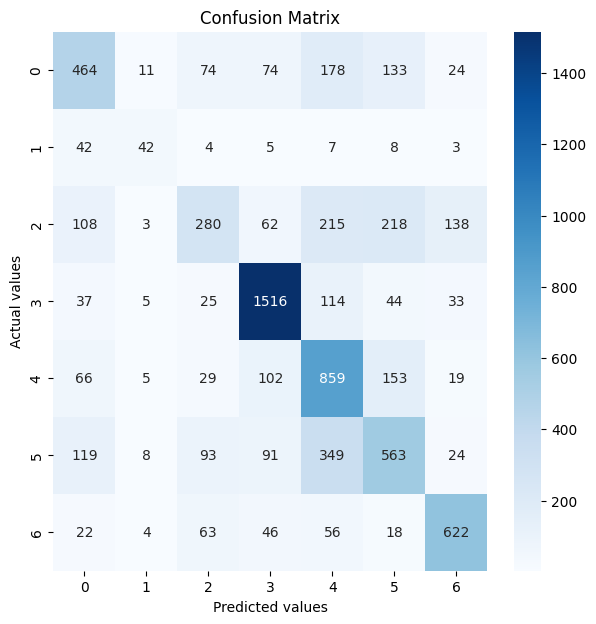 Confusion Matrix
0 464 11 74 74 178 133 24
1 42 42 4 5 7 8 3
2 108 3 280 62 215 218 138
3 37 5 25 1516 114 44 33
4 66 5 29 102 859 153 19
5 119 8 93 91 349 563 24
6 22 4 63 46 56 18 622
0 1 2 3 4 5 6
Predicted values
Actual values
1400
1200
1000
800
600
400
200